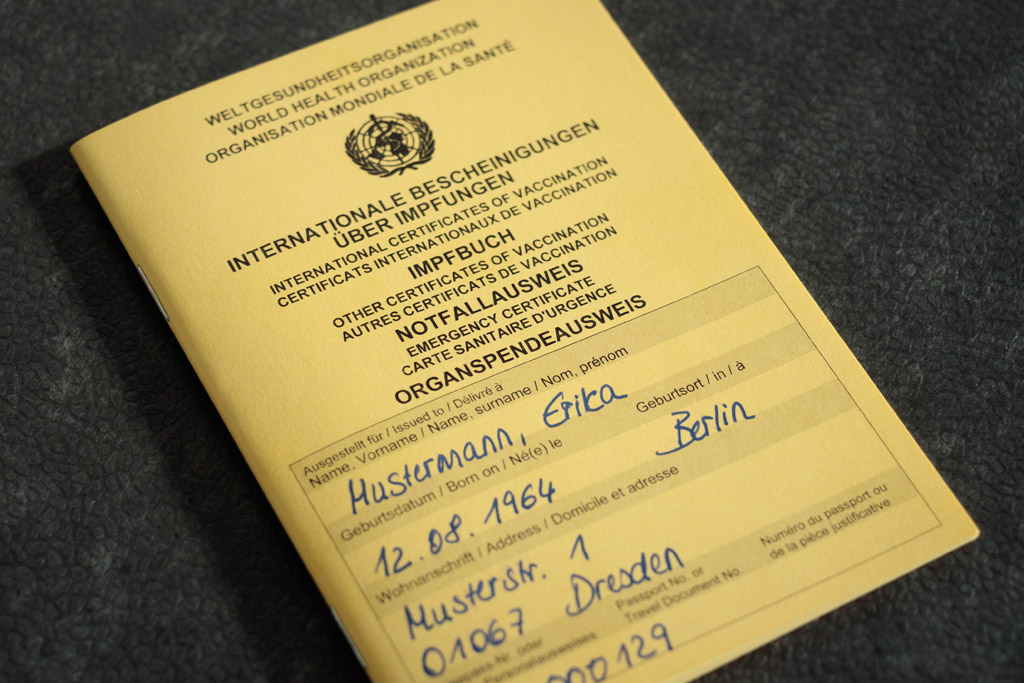 WELTGESUNDHEITSORGANISATION
WORLD HEALTH ORGANIZATION
ORGANISATION MONDIALE DE LA SANTÉ
INTERNATIONALE BESCHEINIGUNGEN
ÜBER IMPFUNGEN
INTERNATIONAL CERTIFICATES OF VACCINATION
CERTIFICATS INTERNATIONAUX DE VACCINATION
IMPFBUCH
OTHER CERTIFICATES OF VACCINATION
AUTRES CERTIFICATS DE VACCINATION
NOTFALLAUSWEIS
EMERGENCY CERTIFICATE
CARTE SANITAIRE D'URGENCE
ORGANSPENDEAUSWEIS
Ausgestellt für / Issued to / Délivré à
Name, Vorname / Name, surname / Nom, prénom
Mustermann, Erika
Geburtsdatum / Born on / Né(e) le
Geburtsort / in / à
12.08.1964
Berlin
Wohnanschrift / Address / Domicile et adresse
Musterstr. 1
01067 Dresden
Passport No. or
Travel Document No.
Numéro du passport ou
de la pièce justificative
000129